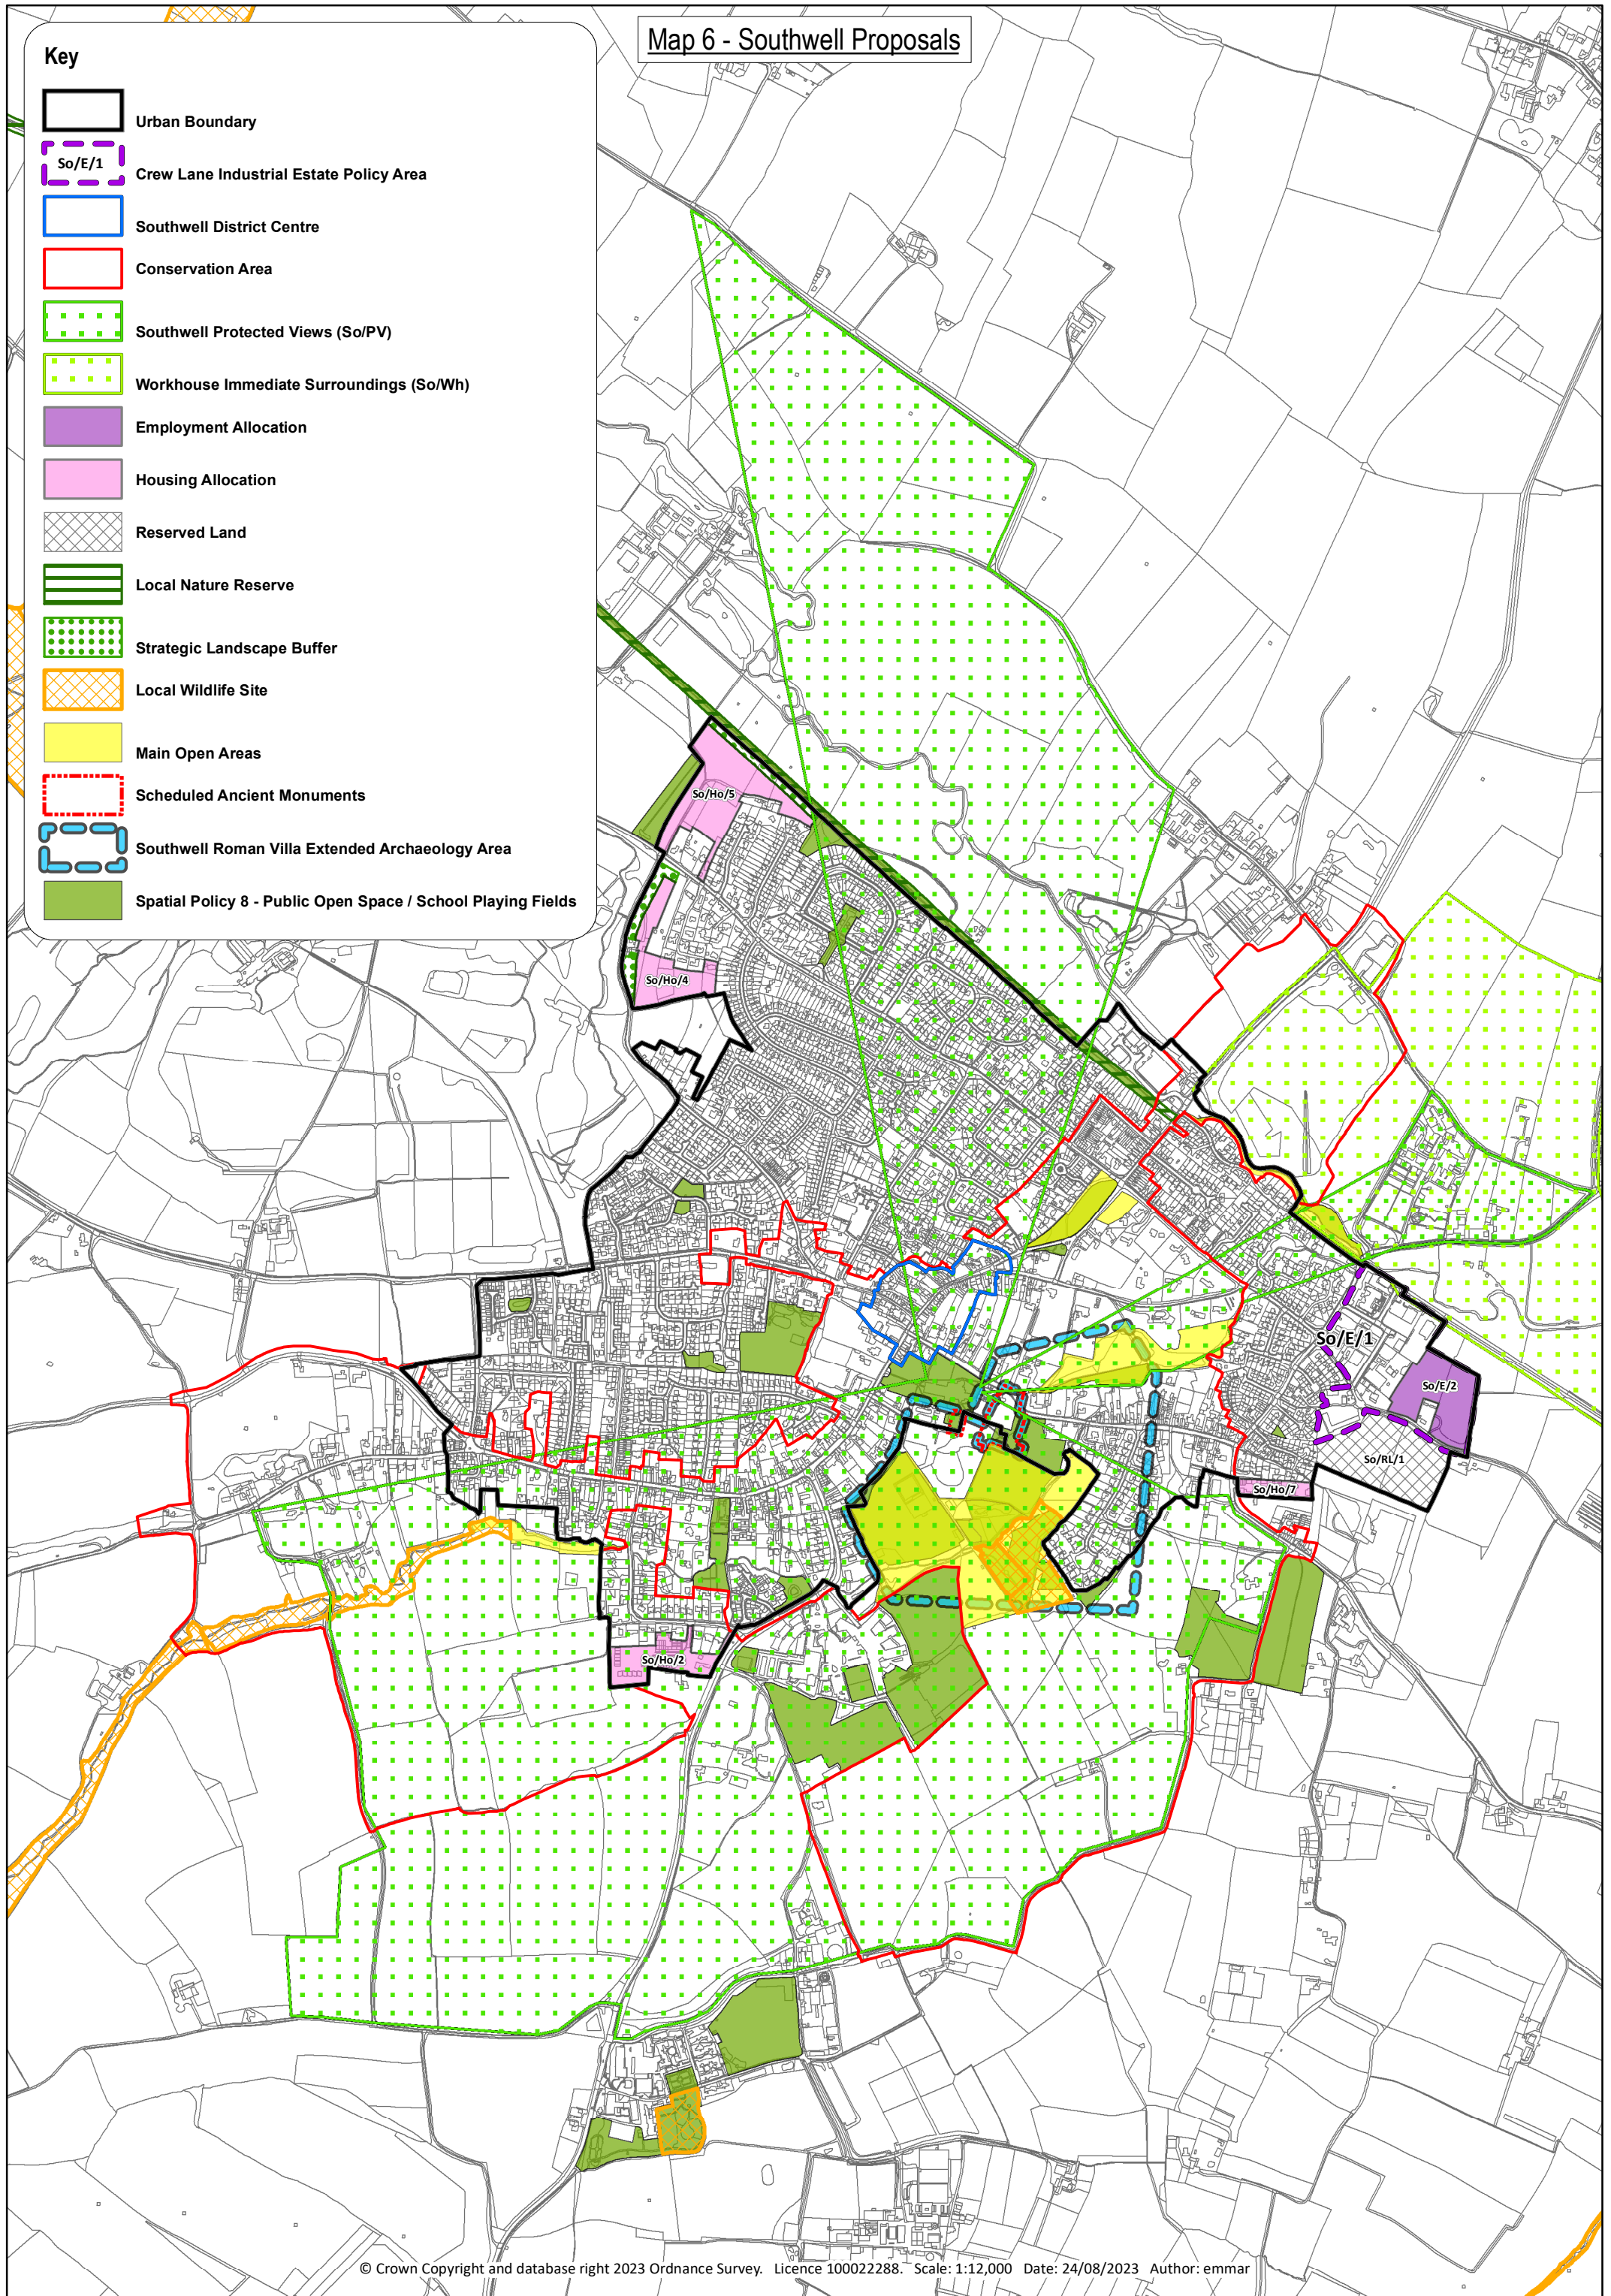 Map 6 - Southwell Proposals
Key
Urban Boundary
So/E/1
Crew Lane Industrial Estate Policy Area
Southwell District Centre
Conservation Area
Southwell Protected Views (So/PV)
Workhouse Immediate Surroundings (So/Wh)
Employment Allocation
Housing Allocation
Reserved Land
Local Nature Reserve
Strategic Landscape Buffer
Local Wildlife Site
Main Open Areas
Scheduled Ancient Monuments
Southwell Roman Villa Extended Archaeology Area
Spatial Policy 8 - Public Open Space / School Playing Fields
So/Ho/5
So/Ho/4
So/E/1
So/E/2
So/RL/1
So/Ho/7
So/Ho/2
© Crown Copyright and database right 2023 Ordnance Survey. Licence 100022288. Scale: 1:12,000 Date: 24/08/2023 Author: emmar